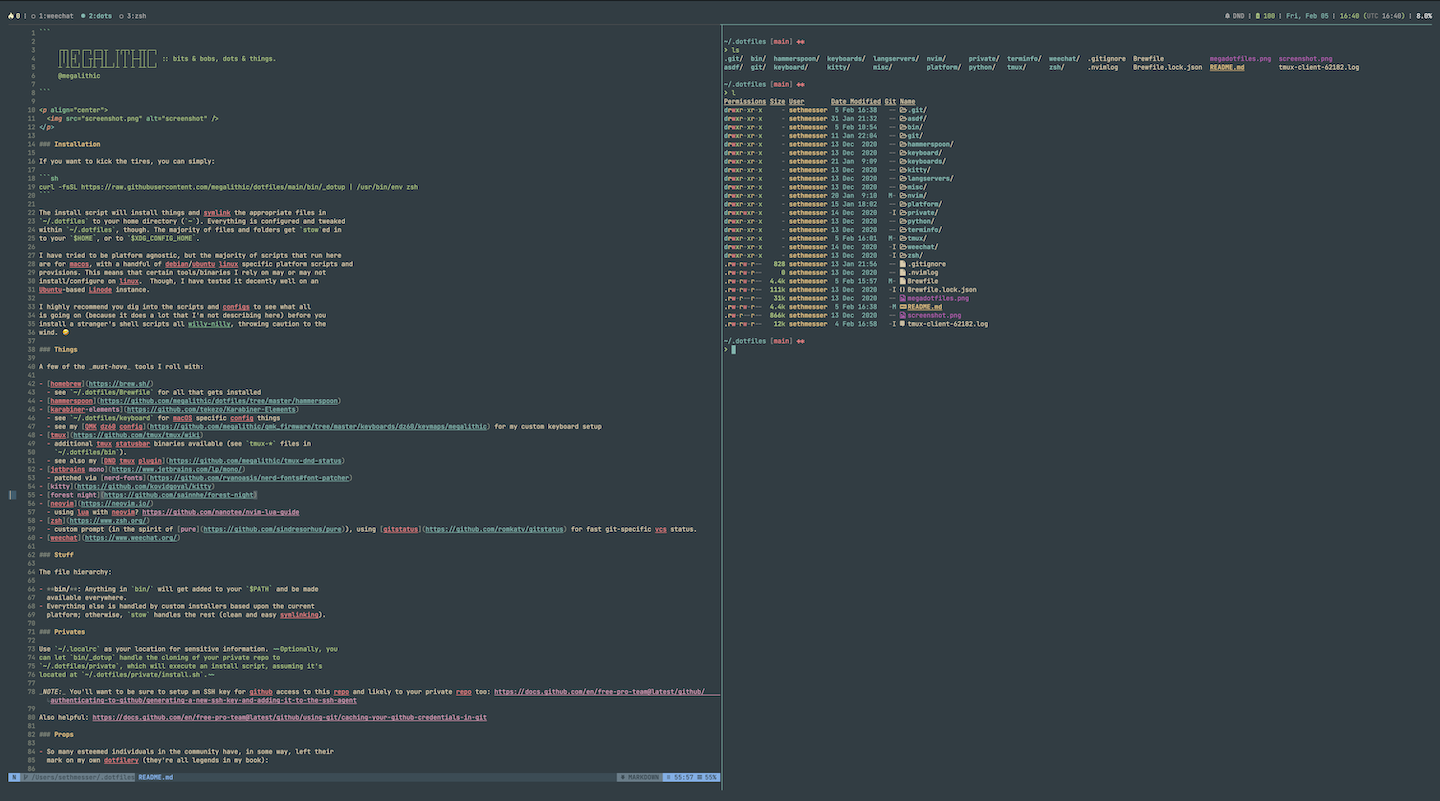 0 | 1:weechat 2:dots 3:zsh
DND | 100 | Fri, Feb 05 | 16:40 (UTC 16:40) | 8.0%
1 ```
2
3
4 MEGALITHIC :: bits & bobs, dots & things.
5
6 @megalithic
7
8 ```
9
10 <p align="center">
11 <img src="screenshot.png" alt="screenshot" />
12 </p>
13
14 ### Installation
15
16 If you want to kick the tires, you can simply:
17
18 ```sh
19 curl -fsSL https://raw.githubusercontent.com/megalithic/dotfiles/main/bin/_dotup | /usr/bin/env zsh
20 ```
21
22 The install script will install things and symlink the appropriate files in
23 `~/.dotfiles` to your home directory (`~`). Everything is configured and tweaked
24 within `~/.dotfiles`, though. The majority of files and folders get `stow`ed in
25 to your `$HOME`, or to `$XDG_CONFIG_HOME`.
26
27 I have tried to be platform agnostic, but the majority of scripts that run here
28 are for macos, with a handful of debian/ubuntu linux specific platform scripts and
29 provisions. This means that certain tools/binaries I rely on may or may not
30 install/configure on linux. Though, I have tested it decently well on an
31 Ubuntu-based Linode instance.
32
33 I highly recommend you dig into the scripts and configs to see what all
34 is going on (because it does a lot that I'm not describing here) before you
35 install a stranger's shell scripts all willy-nilly, throwing caution to the
36 wind.
37
38 ### Things
39
40 A few of the _must-have_ tools I roll with:
41
42 - [homebrew](https://brew.sh/)
43 - see `~/.dotfiles/Brewfile` for all that gets installed
44 - [hammerspoon](https://github.com/megalithic/dotfiles/tree/master/hammerspoon)
45 - [karabiner-elements](https://github.com/tekezo/Karabiner-Elements)
46 - see `~/.dotfiles/keyboard` for macOS specific config things
47 - see my [QMK dz60 config](https://github.com/megalithic/qmk_firmware/tree/master/keyboards/dz60/keymaps/megalithic) for my custom keyboard setup
48 - [tmux](https://github.com/tmux/tmux/wiki)
49 - additional tmux statusbar binaries available (see `tmux-*` files in
50 `~/.dotfiles/bin`).
51 - see also my [DND tmux plugin](https://github.com/megalithic/tmux-dnd-status)
52 - [jetbrains mono](https://www.jetbrains.com/lp/mono/)
53 - patched via [nerd-fonts](https://github.com/ryanoasis/nerd-fonts#font-patcher)
54 - [kitty](https://github.com/kovidgoyal/kitty)
55 - [forest night](https://github.com/sainnhe/forest-night)
56 - [neovim](https://neovim.io/)
57 - using lua with neovim? https://github.com/nanotee/nvim-lua-guide
58 - [zsh](https://www.zsh.org/)
59 - custom prompt (in the spirit of [pure](https://github.com/sindresorhus/pure)), using [gitstatus](https://github.com/romkatv/gitstatus) for fast git-specific vcs status.
60 - [weechat](https://www.weechat.org/)
61
62 ### Stuff
63
64 The file hierarchy:
65
66 - **bin/**: Anything in `bin/` will get added to your `$PATH` and be made
67 available everywhere.
68 - Everything else is handled by custom installers based upon the current
69 platform; otherwise, `stow` handles the rest (clean and easy symlinking).
70
71 ### Privates
72
73 Use `~/.localrc` as your location for sensitive information. ~~Optionally, you
74 can let `bin/_dotup` handle the cloning of your private repo to
75 `~/.dotfiles/private`, which will execute an install script, assuming it's
76 located at `~/.dotfiles/private/install.sh`.~~
77
78 _NOTE:_ You'll want to be sure to setup an SSH key for github access to this repo and likely to your private repo too: https://docs.github.com/en/free-pro-team@latest/github/
authenticating-to-github/generating-a-new-ssh-key-and-adding-it-to-the-ssh-agent
79
80 Also helpful: https://docs.github.com/en/free-pro-team@latest/github/using-git/caching-your-github-credentials-in-git
81
82 ### Props
83
84 - So many esteemed individuals in the community have, in some way, left their
85 mark on my own dotfilery (they're all legends in my book):
86
N /Users/sethmesser/.dotfiles README.md MARKDOWN 55:57 55%
~/.dotfiles [main]
> ls
.git/ bin/ hammerspoon/ keyboards/ langservers/ nvim/ private/ terminfo/ weechat/ .gitignore Brewfile megadotfiles.png screenshot.png
asdf/ git/ keyboard/ kitty/ misc/ platform/ python/ tmux/ zsh/ .nvimlog Brewfile.lock.json README.md tmux-client-62182.log
~/.dotfiles [main]
> l
Permissions Size User Date Modified Git Name
drwxr-xr-x - sethmesser 5 Feb 16:38 -- .git/
drwxr-xr-x - sethmesser 31 Jan 21:32 -- asdf/
drwxr-xr-x - sethmesser 5 Feb 10:54 -- bin/
drwxr-xr-x - sethmesser 11 Jan 22:04 -- git/
drwxr-xr-x - sethmesser 13 Dec 2020 -- hammerspoon/
drwxr-xr-x - sethmesser 13 Dec 2020 -- keyboard/
drwxr-xr-x - sethmesser 21 Jan 9:09 -- keyboards/
drwxr-xr-x - sethmesser 13 Dec 2020 -- kitty/
drwxr-xr-x - sethmesser 13 Dec 2020 -- langservers/
drwxr-xr-x - sethmesser 13 Dec 2020 -- misc/
drwxr-xr-x - sethmesser 20 Jan 9:10 M- nvim/
drwxr-xr-x - sethmesser 15 Jan 18:02 -- platform/
drwxrwxr-x - sethmesser 14 Dec 2020 -I private/
drwxr-xr-x - sethmesser 13 Dec 2020 -- python/
drwxr-xr-x - sethmesser 13 Dec 2020 -- terminfo/
drwxr-xr-x - sethmesser 5 Feb 16:01 M- tmux/
drwxr-xr-x - sethmesser 14 Dec 2020 -I weechat/
drwxr-xr-x - sethmesser 13 Dec 2020 -I zsh/
.rw-rw-r-- 828 sethmesser 13 Jan 21:56 -- .gitignore
.rw-rw-r-- 0 sethmesser 13 Dec 2020 -- .nvimlog
.rw-rw-r-- 4.4k sethmesser 5 Feb 15:57 M- Brewfile
.rw-rw-r-- 111k sethmesser 13 Dec 2020 -I Brewfile.lock.json
.rw-r--r-- 31k sethmesser 13 Dec 2020 -- megadotfiles.png
.rw-rw-r-- 4.4k sethmesser 5 Feb 16:38 -M README.md
.rw-r--r-- 866k sethmesser 13 Dec 2020 -- screenshot.png
.rw-rw-r-- 12k sethmesser 4 Feb 16:58 -I tmux-client-62182.log
~/.dotfiles [main]
>